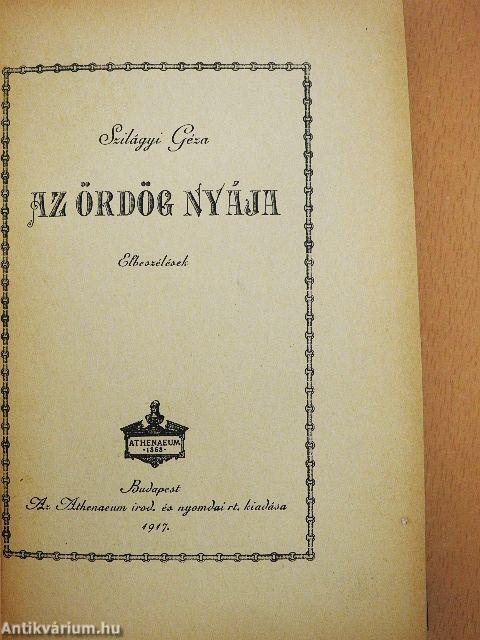 Szilágyi Géza
AZ ÖRDÖG NYÁJA
Elbeszélések
ATHENAEUM
·1868·
Budapest
Az Athenaeum irod. és nyomdai rt. kiadása
1917.
Antikvárium.hu